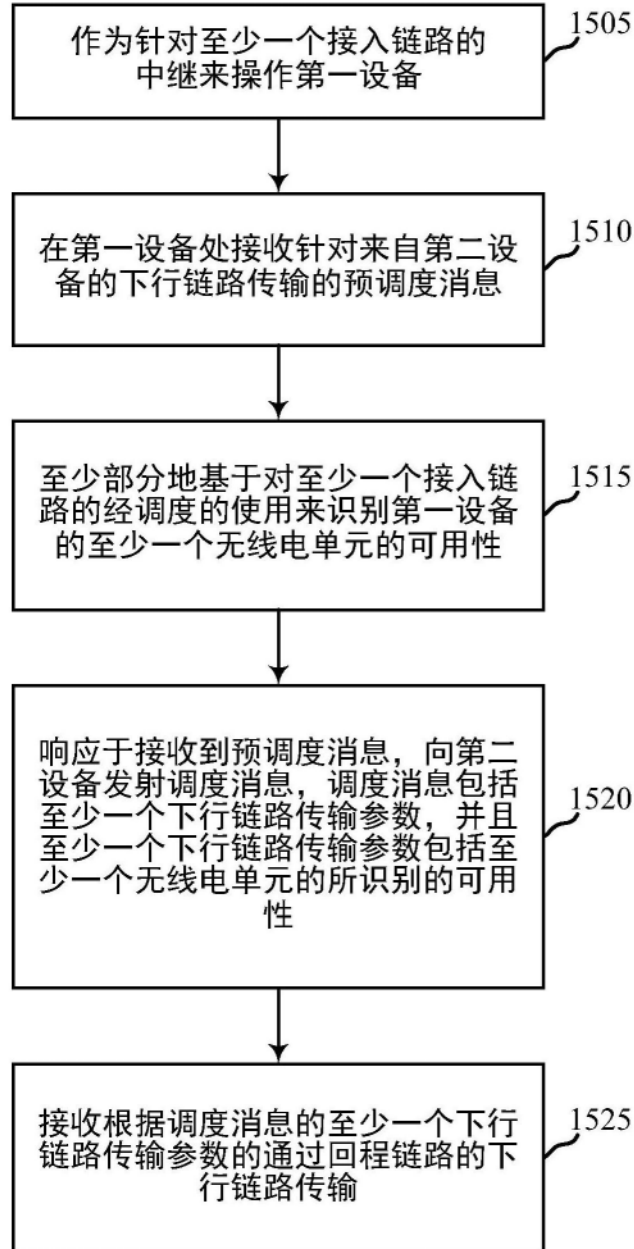 作为针对至少一个接入链路的
中继来操作第一设备
1505
在第一设备处接收针对来自第二设
备的下行链路传输的预调度消息
1510
至少部分地基于对至少一个接入链
路的经调度的使用来识别第一设备
的至少一个无线电单元的可用性
1515
响应于接收到预调度消息，向第二
设备发射调度消息，调度消息包括
至少一个下行链路传输参数，并且
至少一个下行链路传输参数包括至
少一个无线电单元的所识别的可用
性
1520
接收根据调度消息的至少一个下行
链路传输参数的通过回程链路的下
行链路传输
1525